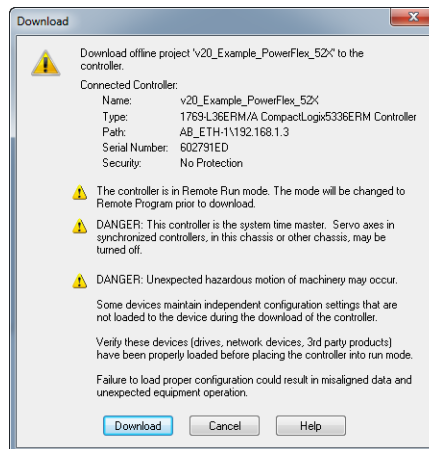 Download
Download offline project 'v20_Example_PowerFlex_52X' to the
controller.
Connected Controller:
Name: v20_Example_PowerFlex_52X
Type: 1769-L36ERM/A CompactLogix5336ERM Controller
Path: AB_ETH-1\192.168.1.3
Serial Number: 602791ED
Security: No Protection
The controller is in Remote Run mode. The mode will be changed to
Remote Program prior to download.
DANGER: This controller is the system time master. Servo axes in
synchronized controllers, in this chassis or other chassis, may be
turned off.
DANGER: Unexpected hazardous motion of machinery may occur.
Some devices maintain independent configuration settings that are
not loaded to the device during the download of the controller.
Verify these devices (drives, network devices, 3rd party products)
have been properly loaded before placing the controller into run mode.
Failure to load proper configuration could result in misaligned data and
unexpected equipment operation.
Download Cancel Help